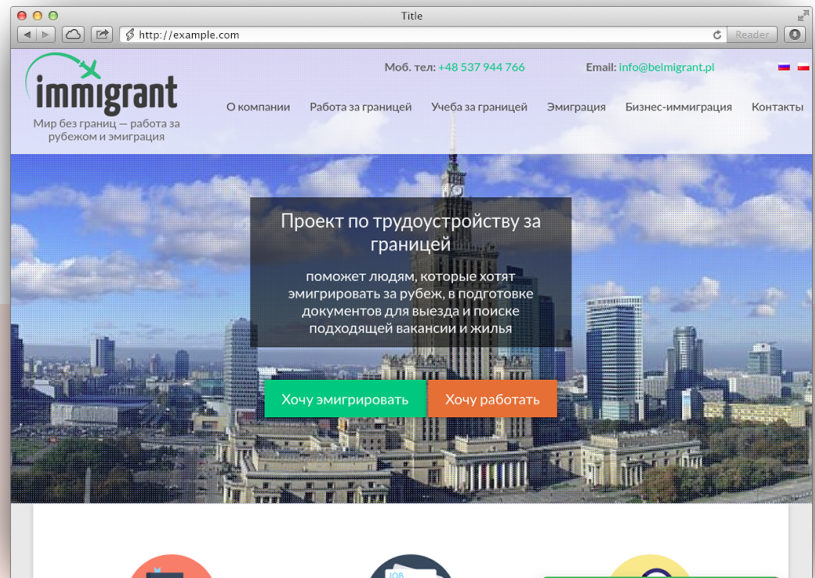 Title
http://example.com
Reader
Моб. тел: +48 537 944 766
Email: info@belmigrant.pl
immigrant
Мир без границ — работа за
рубежом и эмиграция
О компании
Работа за границей
Учеба за границей
Эмиграция
Бизнес-иммиграция
Контакты
Проект по трудоустройству за
границей
поможет людям, которые хотят
эмигрировать за рубеж, в подготовке
документов для выезда и поиске
подходящей вакансии и жилья
Хочу эмигрировать
Хочу работать
JOB